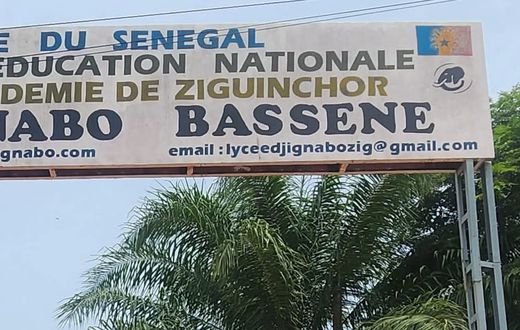 E DU SENEGAL
EDUCATION NATIONALE
DEMIE DE ZIGUINCHOR
NABO BASSENE
gnabo.com email : lyceedjignabozig@gmail.com